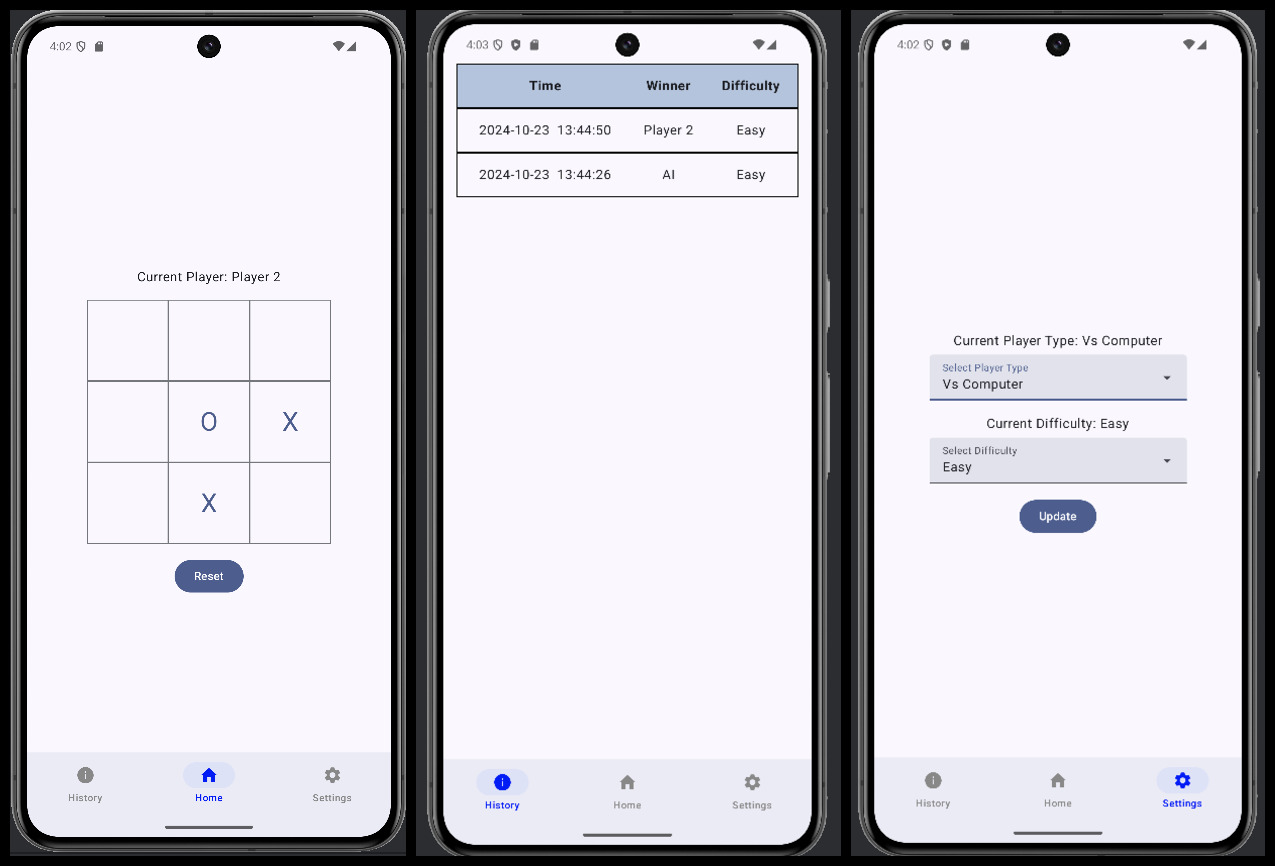 4:02
Current Player: Player 2
O X
X
Reset
History Home Settings
4:03
Time Winner Difficulty
2024-10-23 13:44:50 Player 2 Easy
2024-10-23 13:44:26 AI Easy
History Home Settings
4:02
Current Player Type: Vs Computer
Select Player Type
Vs Computer
Current Difficulty: Easy
Select Difficulty
Easy
Update
History Home Settings